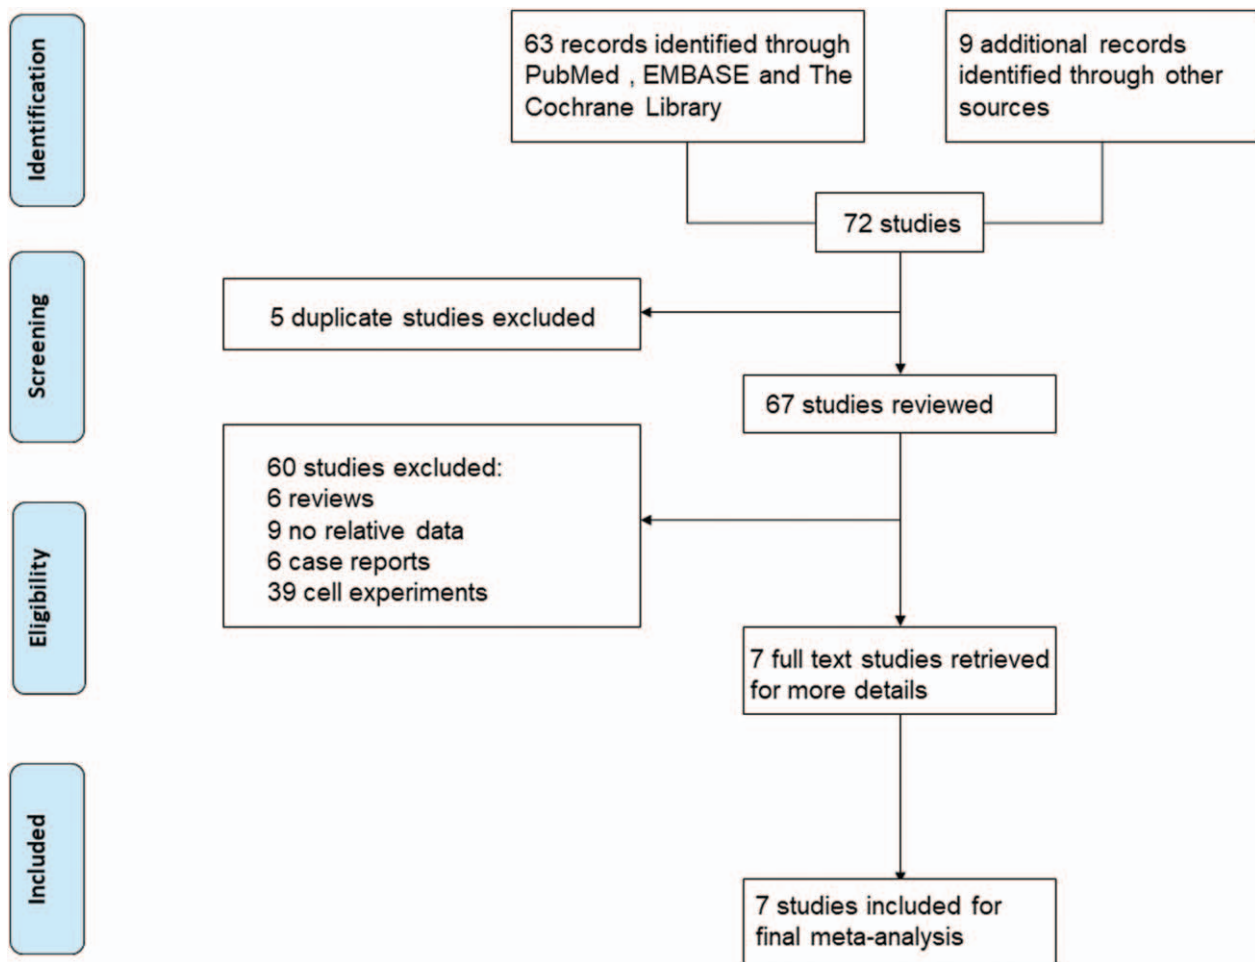 Identification
63 records identified through
PubMed , EMBASE and The
Cochrane Library
9 additional records
identified through other
sources
72 studies
Screening
5 duplicate studies excluded
67 studies reviewed
60 studies excluded:
6 reviews
9 no relative data
6 case reports
39 cell experiments
Eligibility
7 full text studies retrieved
for more details
Included
7 studies included for
final meta-analysis